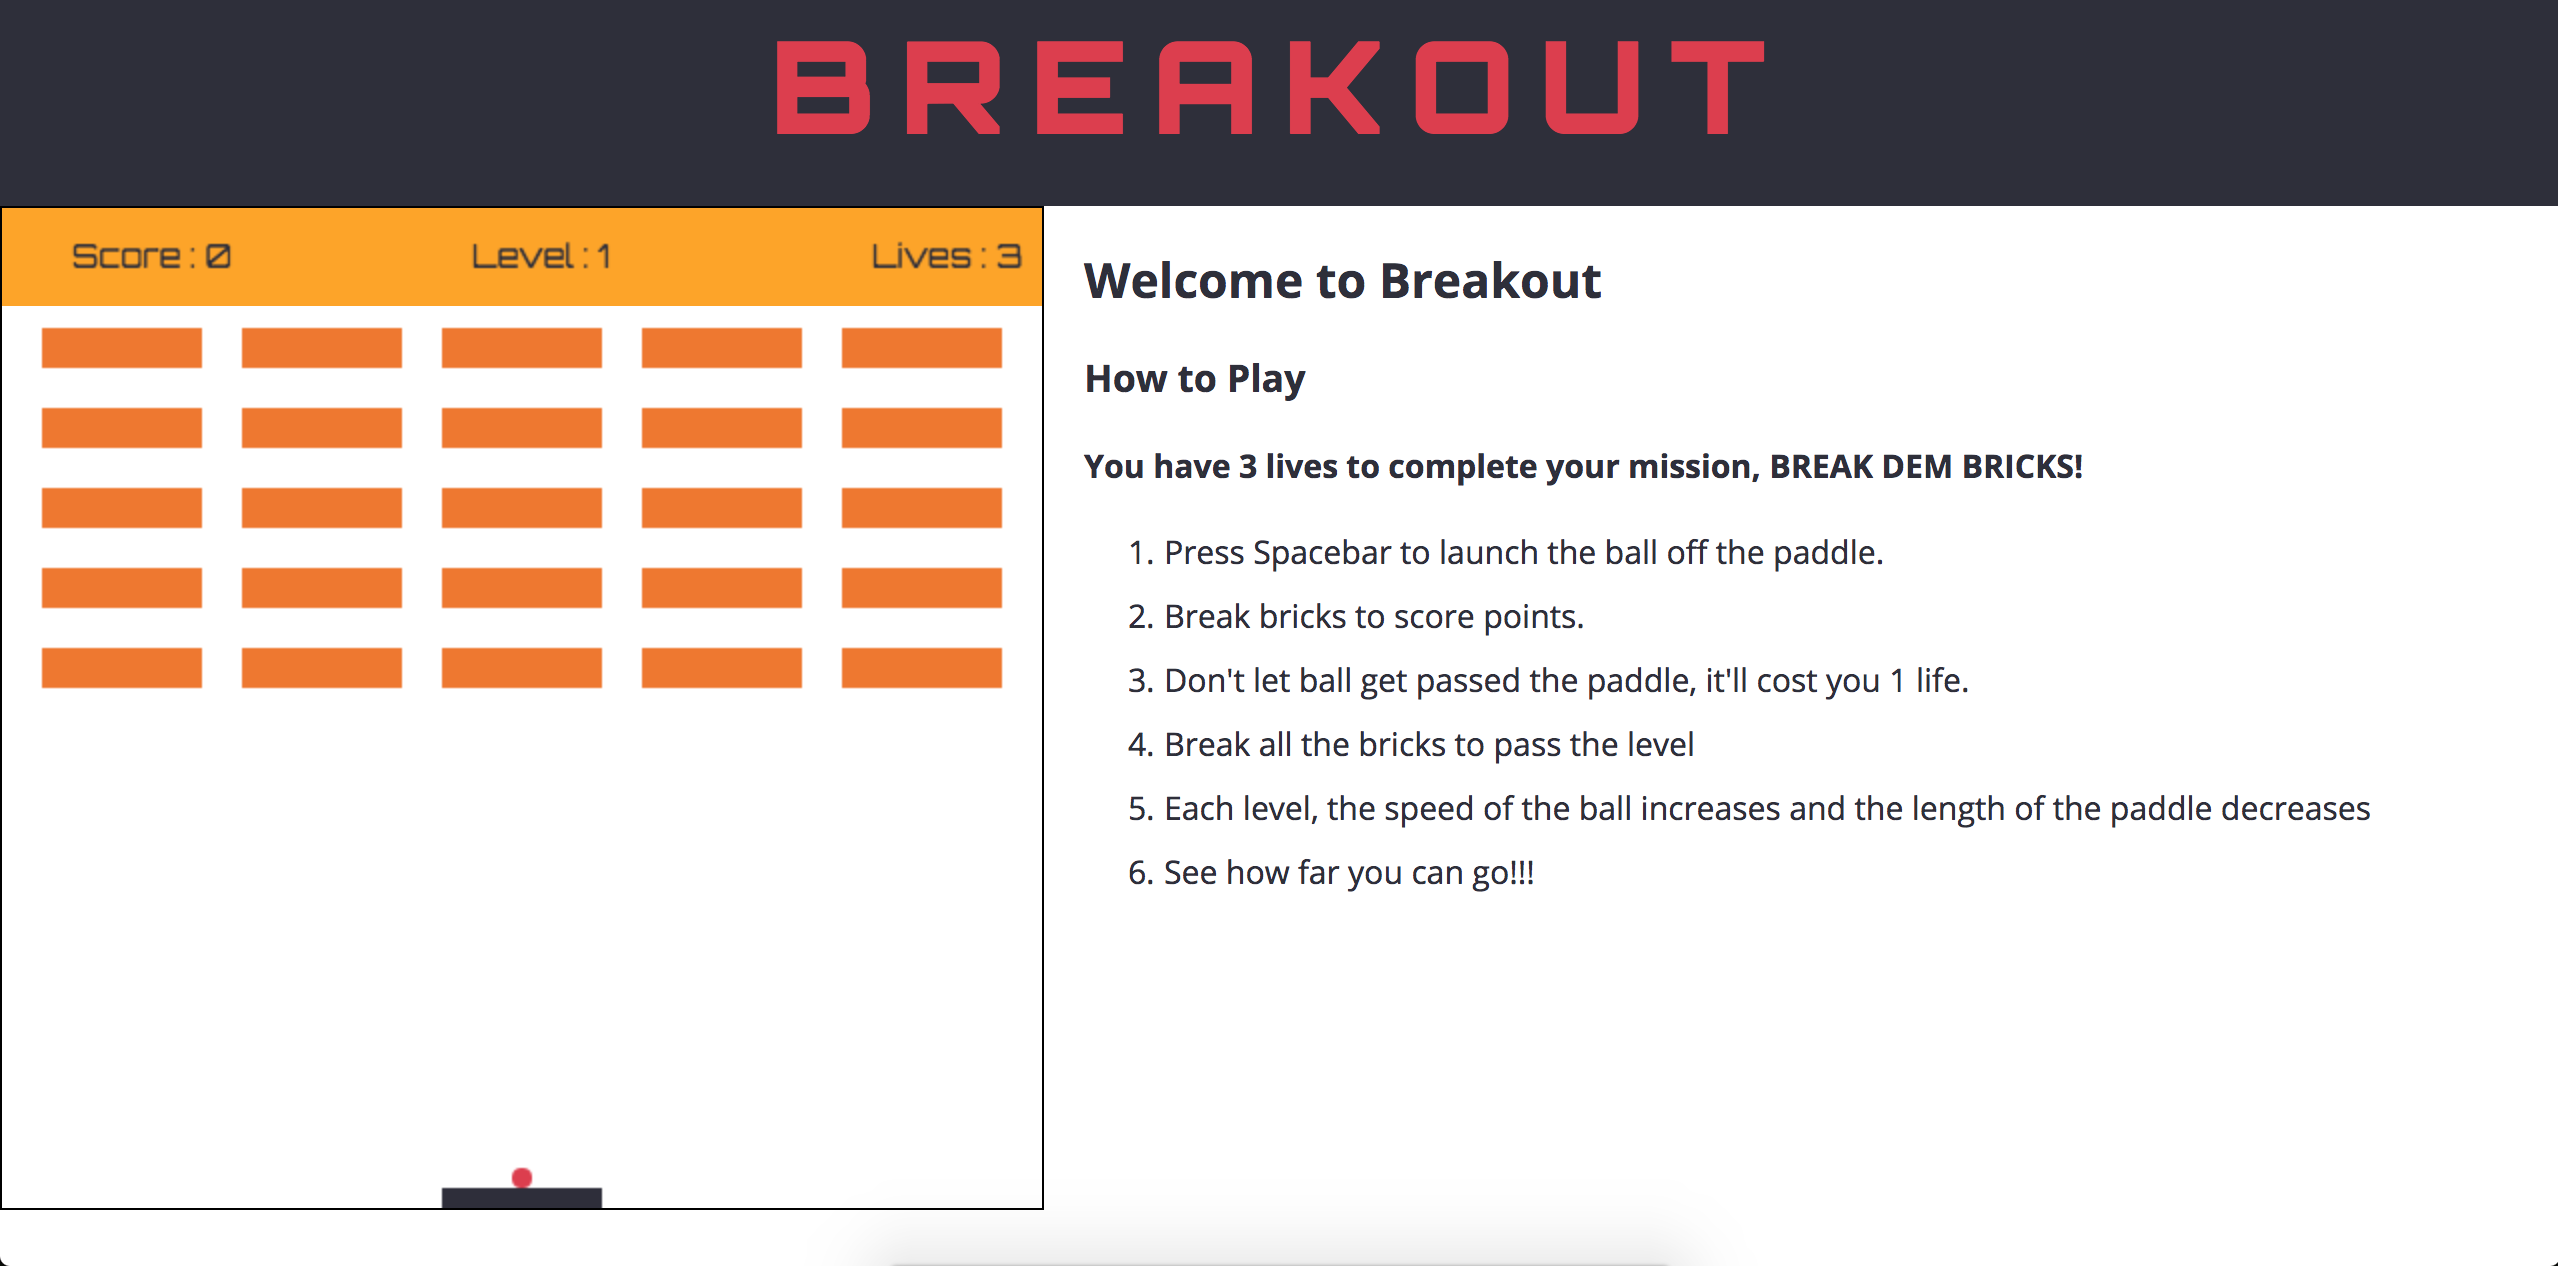 BREAKOUT
Score : 0 Level : 1 Lives : 3
Welcome to Breakout
How to Play
You have 3 lives to complete your mission, BREAK DEM BRICKS!
1. Press Spacebar to launch the ball off the paddle.
2. Break bricks to score points.
3. Don't let ball get passed the paddle, it'll cost you 1 life.
4. Break all the bricks to pass the level
5. Each level, the speed of the ball increases and the length of the paddle decreases
6. See how far you can go!!!